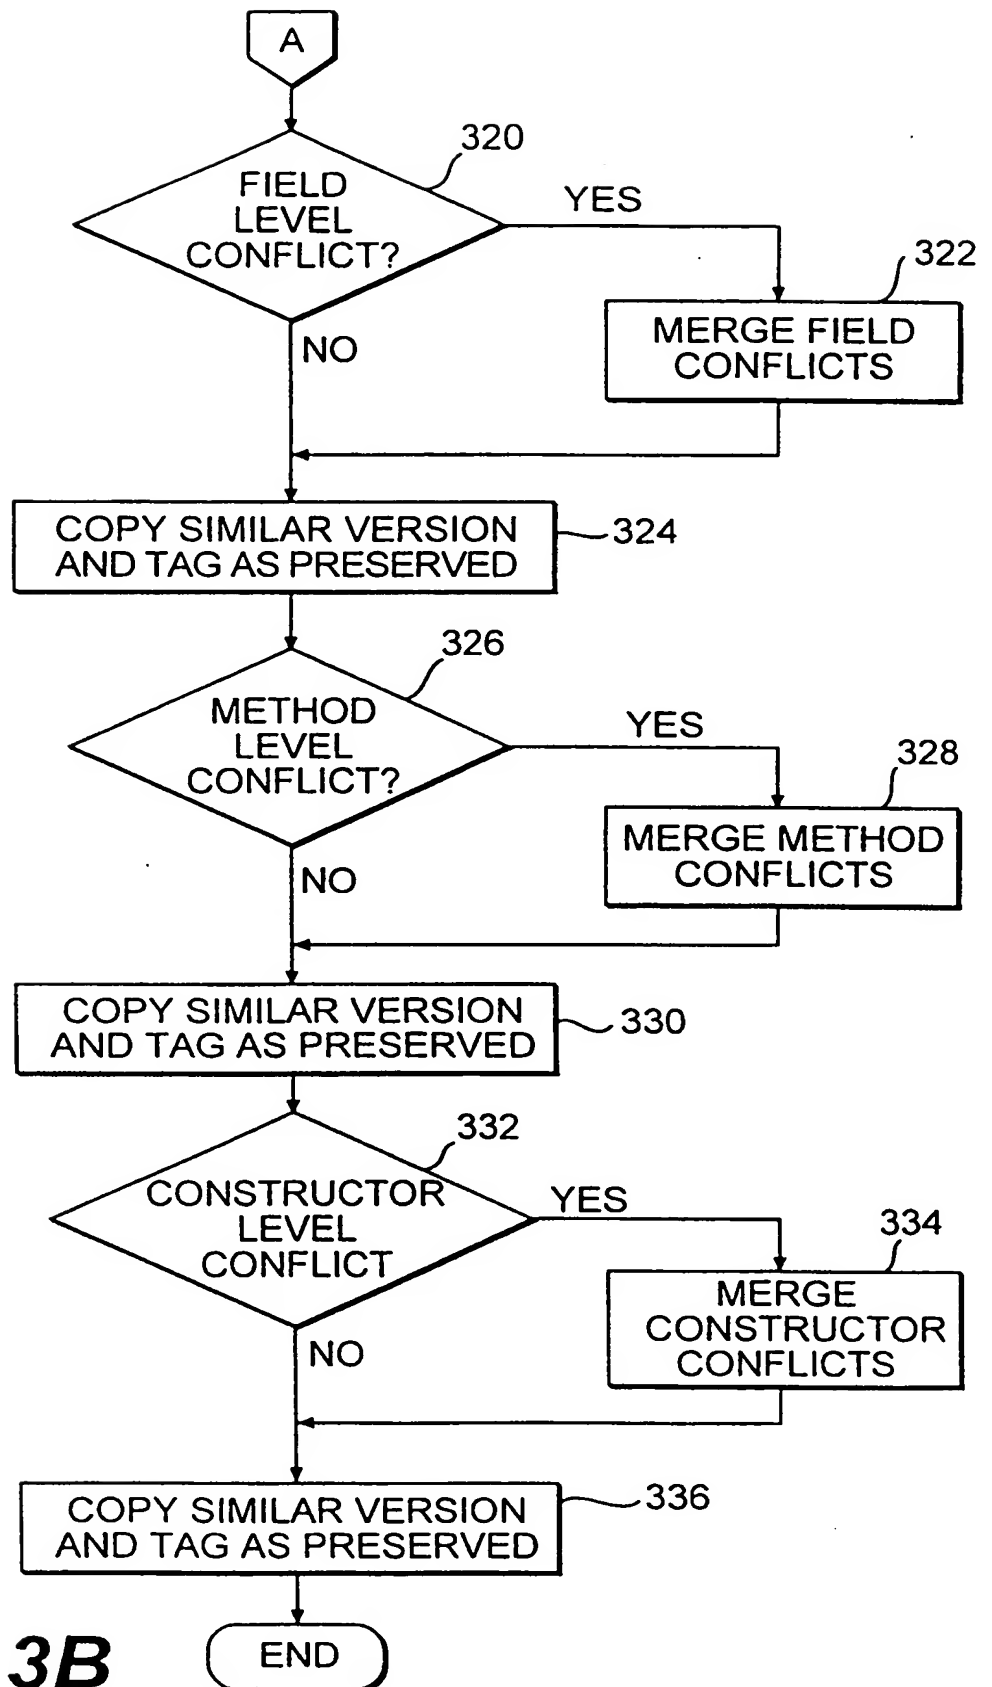 A
320
FIELD
LEVEL
CONFLICT?
YES
322
MERGE FIELD
CONFLICTS
NO
COPY SIMILAR VERSION
AND TAG AS PRESERVED
324
326
METHOD
LEVEL
CONFLICT?
YES
328
MERGE METHOD
CONFLICTS
NO
COPY SIMILAR VERSION
AND TAG AS PRESERVED
330
332
CONSTRUCTOR
LEVEL
CONFLICT
YES
334
MERGE
CONSTRUCTOR
CONFLICTS
NO
COPY SIMILAR VERSION
AND TAG AS PRESERVED
336
END
3B